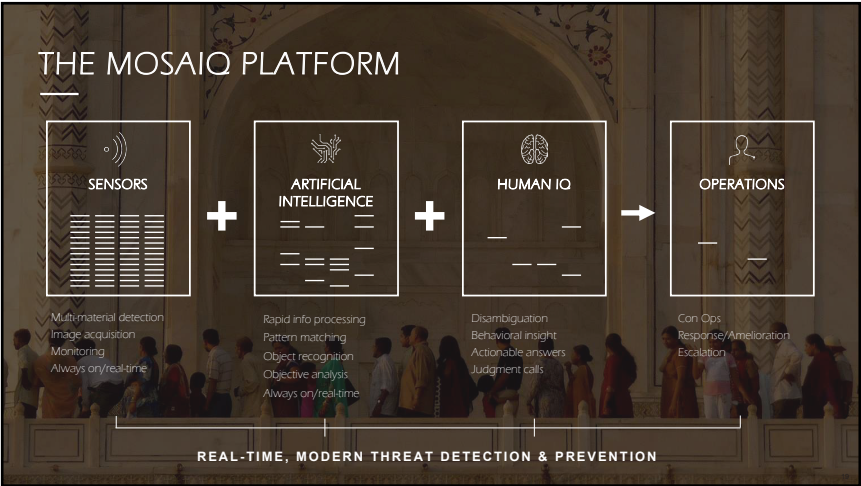 THE MOSAIQ PLATFORM
SENSORS
Multi-material detection
Image acquisition
Monitoring
Always on/real-time
ARTIFICIAL
INTELLIGENCE
Rapid info processing
Pattern matching
Object recognition
Objective analysis
Always on/real-time
HUMAN IQ
Disambiguation
Behavioral insight
Actionable answers
Judgment calls
OPERATIONS
Con Ops
Response/Amelioration
Escalation
REAL-TIME, MODERN THREAT DETECTION & PREVENTION